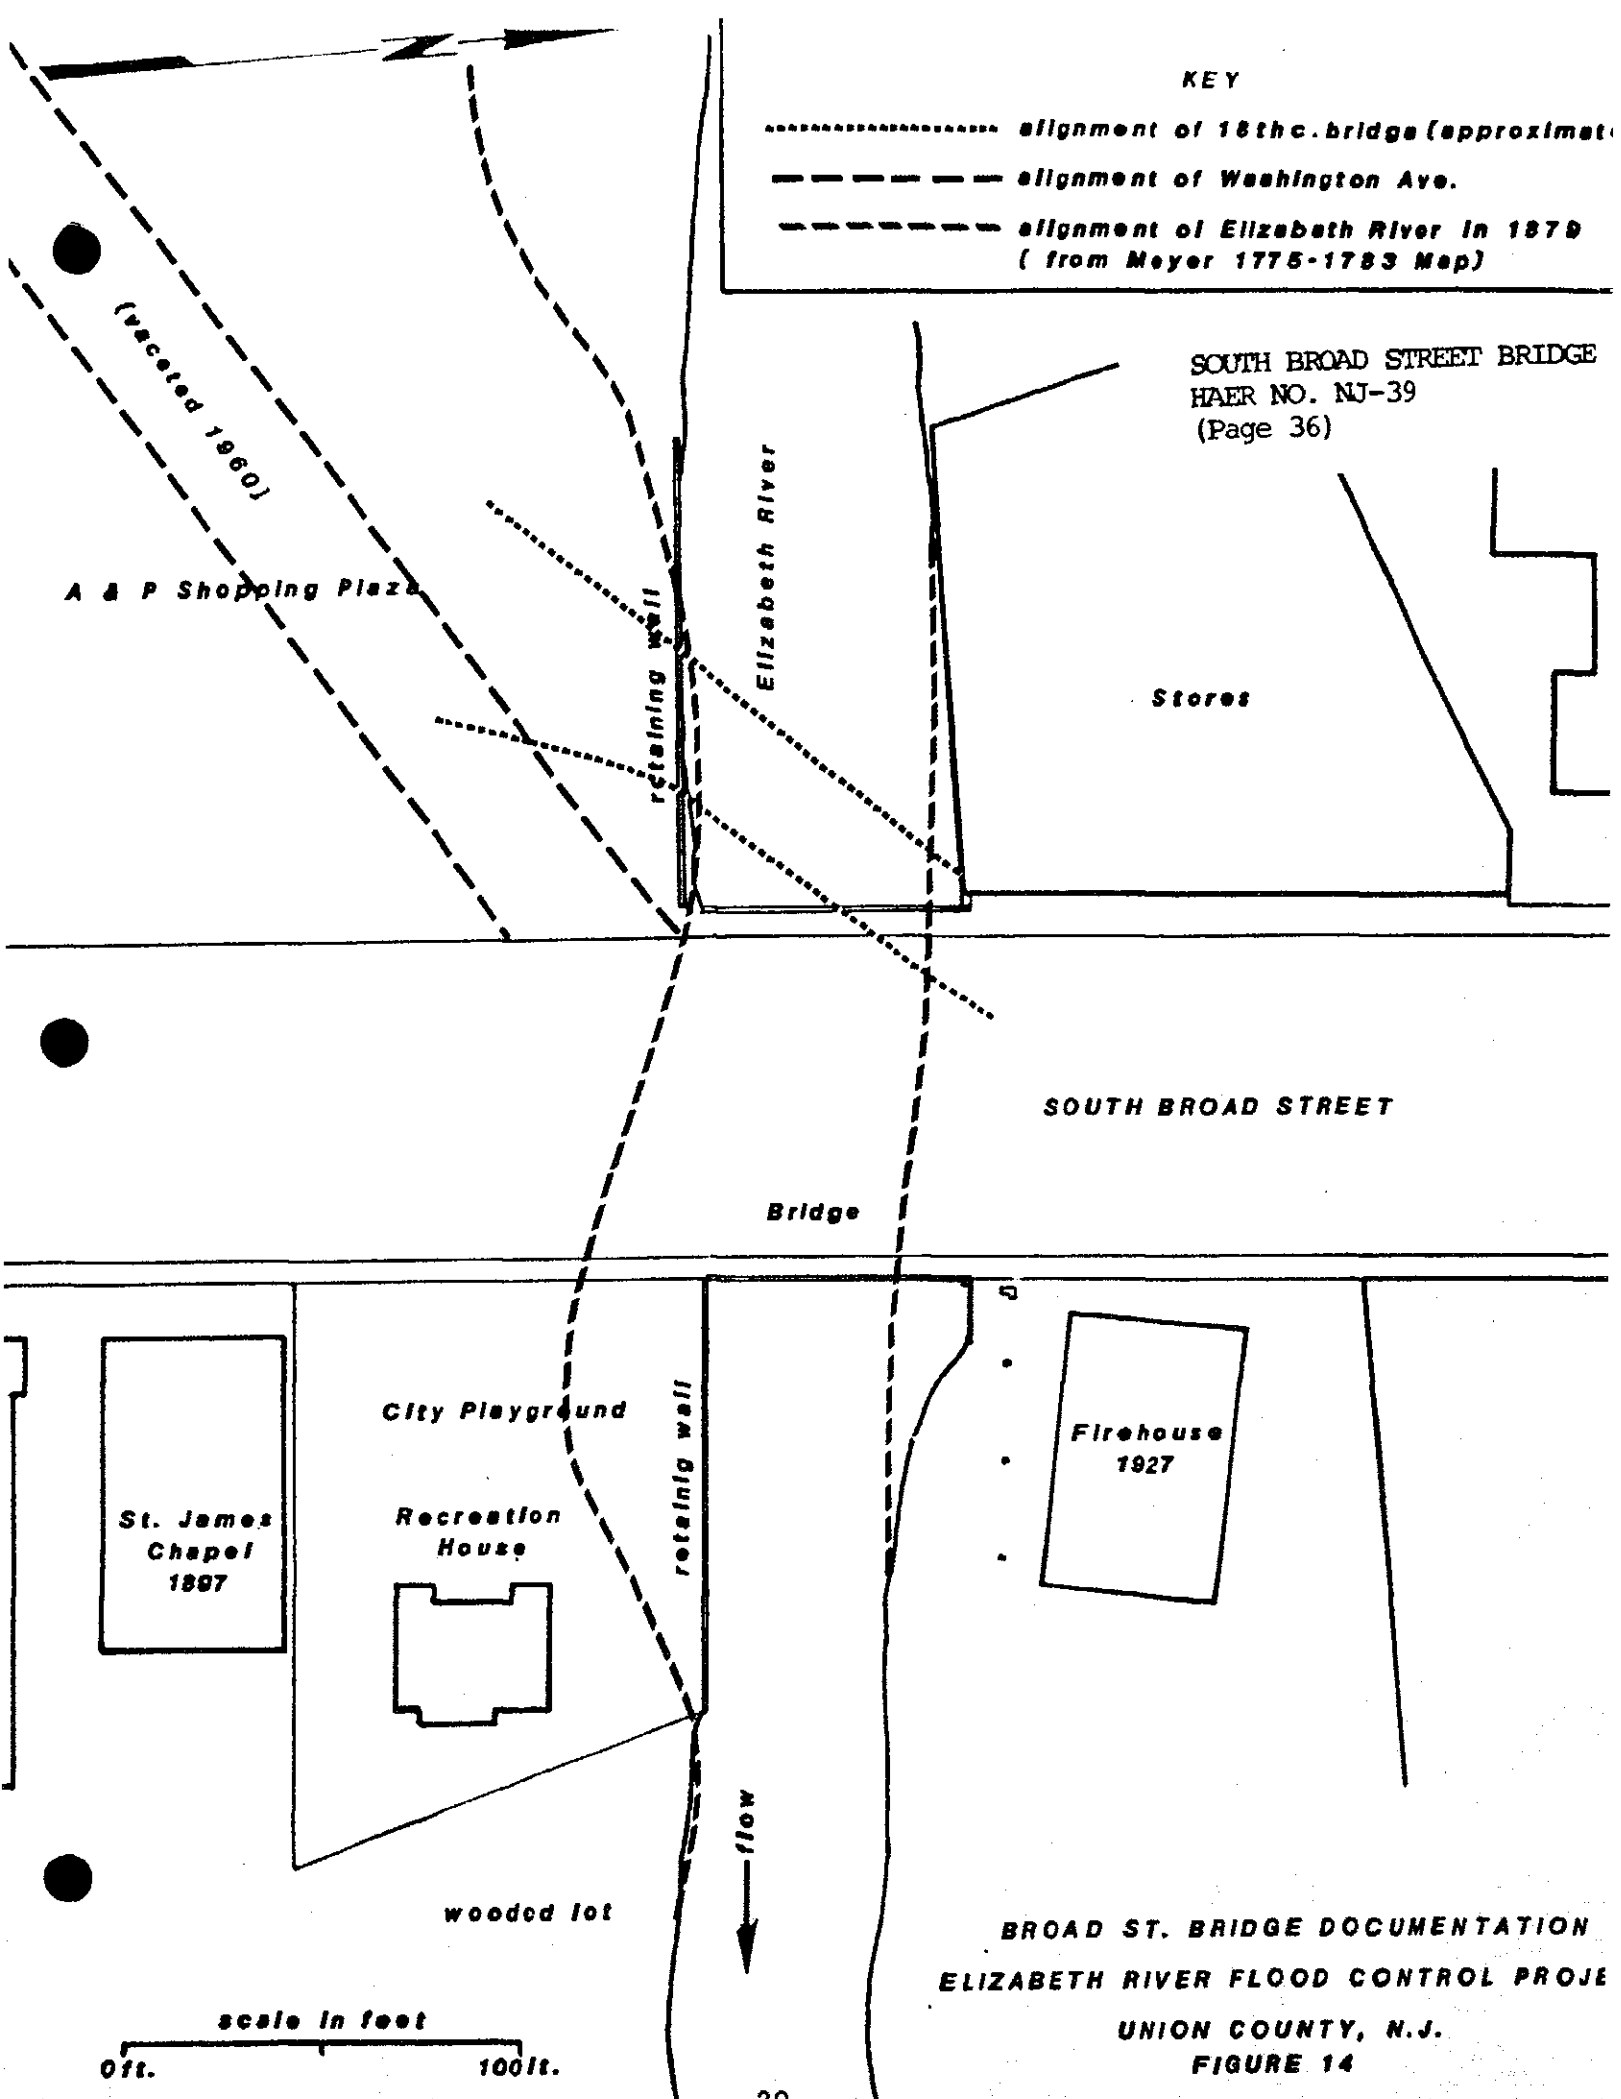 N
KEY
alignment of 18thc. bridge (approximate
alignment of Washington Ave.
alignment of Elizabeth River in 1879
( from Meyer 1775-1783 Map)
SOUTH BROAD STREET BRIDGE
HAER NO. NJ-39
(Page 36)
(vacated 1960)
A & P Shopping Plaza
retaining wall
Elizabeth River
Stores
SOUTH BROAD STREET
Bridge
City Playground
retainig wall
Firehouse
1927
St. James
Chapel
1897
Recreation
House
flow
wooded lot
BROAD ST. BRIDGE DOCUMENTATION
ELIZABETH RIVER FLOOD CONTROL PROJE
UNION COUNTY, N.J.
FIGURE 14
scale in feet
0ft.
100ft.